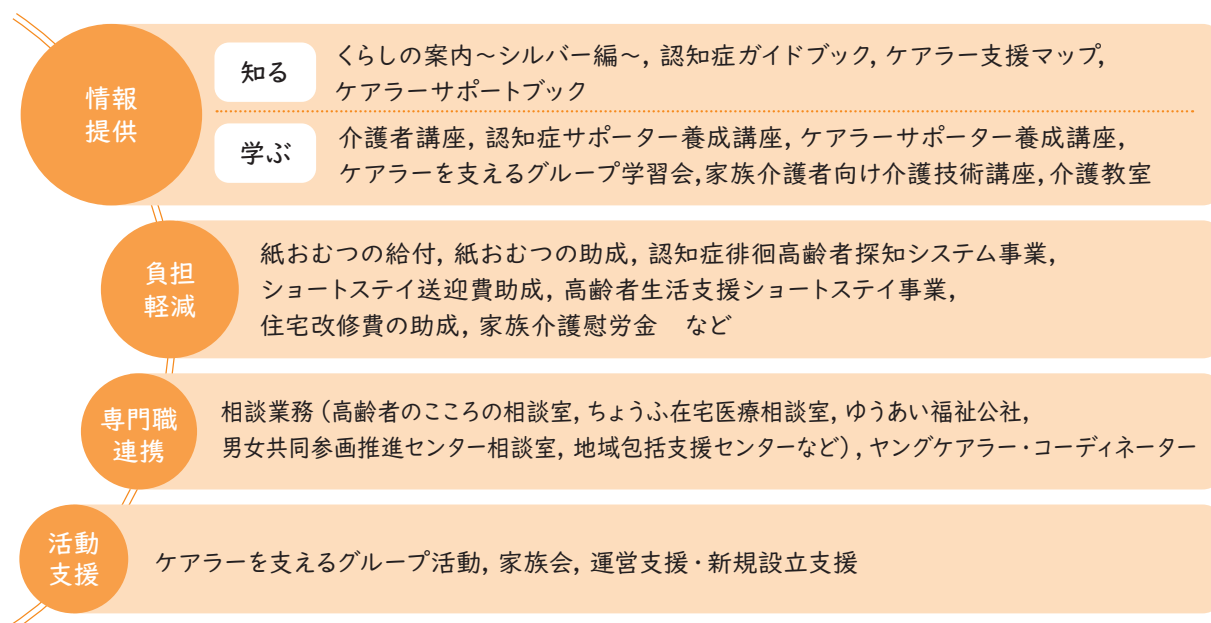 情報
提供
知る
くらしの案内～シルバー編～, 認知症ガイドブック, ケアラー支援マップ,
ケアラーサポートブック
学ぶ
介護者講座, 認知症サポーター養成講座, ケアラーサポーター養成講座,
ケアラーを支えるグループ学習会, 家族介護者向け介護技術講座, 介護教室
負担
軽減
紙おむつの給付, 紙おむつの助成, 認知症徘徊高齢者探知システム事業,
ショートステイ送迎費助成, 高齢者生活支援ショートステイ事業,
住宅改修費の助成, 家族介護慰労金　など
専門職
連携
相談業務（高齢者のこころの相談室, ちょうふ在宅医療相談室, ゆうあい福祉公社,
男女共同参画推進センター相談室, 地域包括支援センターなど）, ヤングケアラー・コーディネーター
活動
支援
ケアラーを支えるグループ活動, 家族会, 運営支援・新規設立支援